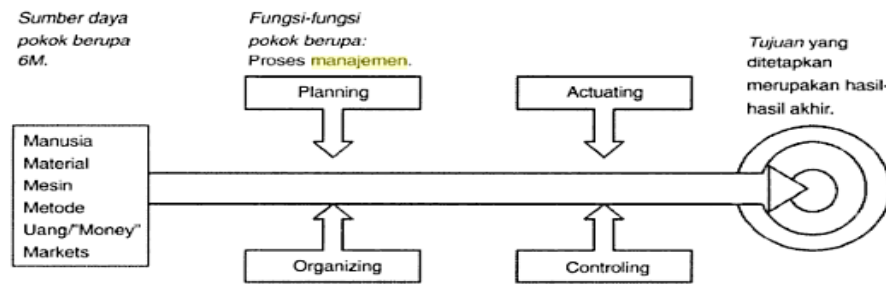 Sumber daya
pokok berupa
6M.
Fungsi-fungsi
pokok berupa:
Proses manajemen.
Tujuan yang
ditetapkan
merupakan hasil-
hasil akhir.
Planning
Actuating
Manusia
Material
Mesin
Metode
Uang/"Money"
Markets
Organizing
Controling